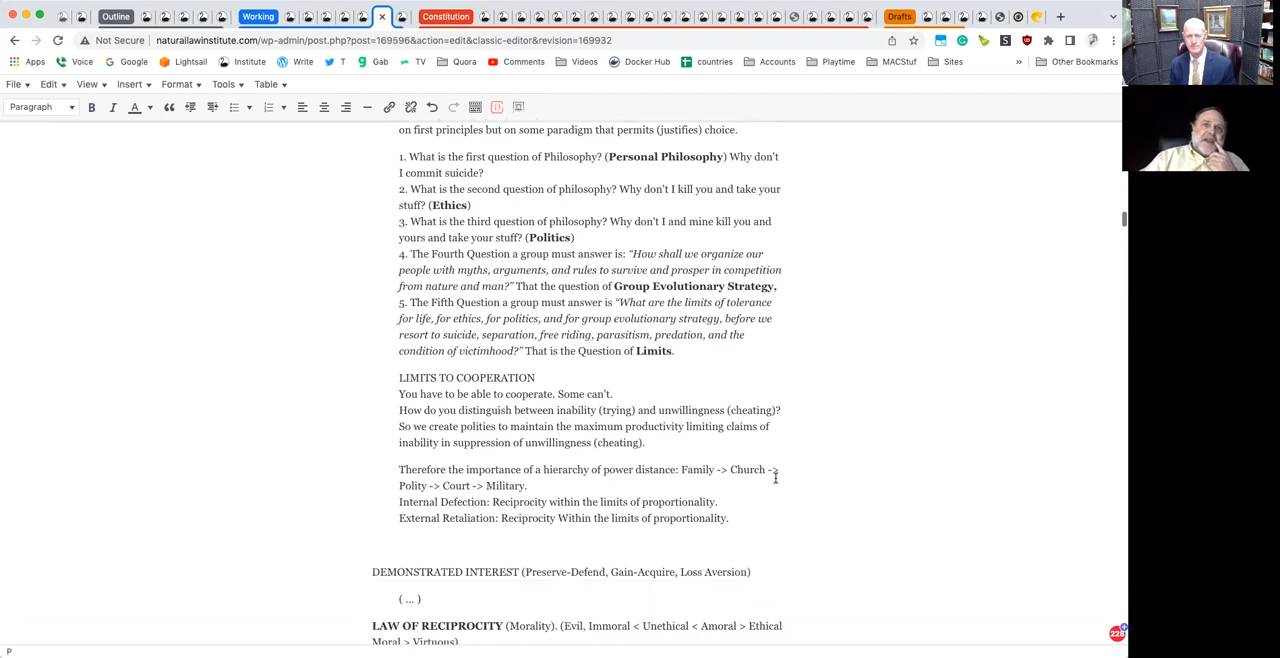 Outline
Working
Constitution
Drafts
Not Secure
naturallawinstitute.com/wp-admin/post.php?post=169596&action=edit&classic-editor&revision=169932
Apps Voice Google Lightsail Institute Write T Gab TV Quora Comments Videos Docker Hub countries Accounts Playtime MACStuf Sites » Other Bookmarks
File Edit View Insert Format Tools Table
Paragraph B I A
on first principles but on some paradigm that permits (justifies) choice.
1. What is the first question of Philosophy? (Personal Philosophy) Why don't
I commit suicide?
2. What is the second question of philosophy? Why don't I kill you and take your
stuff? (Ethics)
3. What is the third question of philosophy? Why don't I and mine kill you and
yours and take your stuff? (Politics)
4. The Fourth Question a group must answer is: “How shall we organize our
people with myths, arguments, and rules to survive and prosper in competition
from nature and man?” That the question of Group Evolutionary Strategy,
5. The Fifth Question a group must answer is “What are the limits of tolerance
for life, for ethics, for politics, and for group evolutionary strategy, before we
resort to suicide, separation, free riding, parasitism, predation, and the
condition of victimhood?” That is the Question of Limits.
LIMITS TO COOPERATION
You have to be able to cooperate. Some can't.
How do you distinguish between inability (trying) and unwillingness (cheating)?
So we create polities to maintain the maximum productivity limiting claims of
inability in suppression of unwillingness (cheating).
Therefore the importance of a hierarchy of power distance: Family -> Church ->
Polity -> Court -> Military.
Internal Defection: Reciprocity within the limits of proportionality.
External Retaliation: Reciprocity Within the limits of proportionality.
DEMONSTRATED INTEREST (Preserve-Defend, Gain-Acquire, Loss Aversion)
( ... )
LAW OF RECIPROCITY (Morality). (Evil, Immoral < Unethical < Amoral > Ethical
Moral > Virtuous)
P